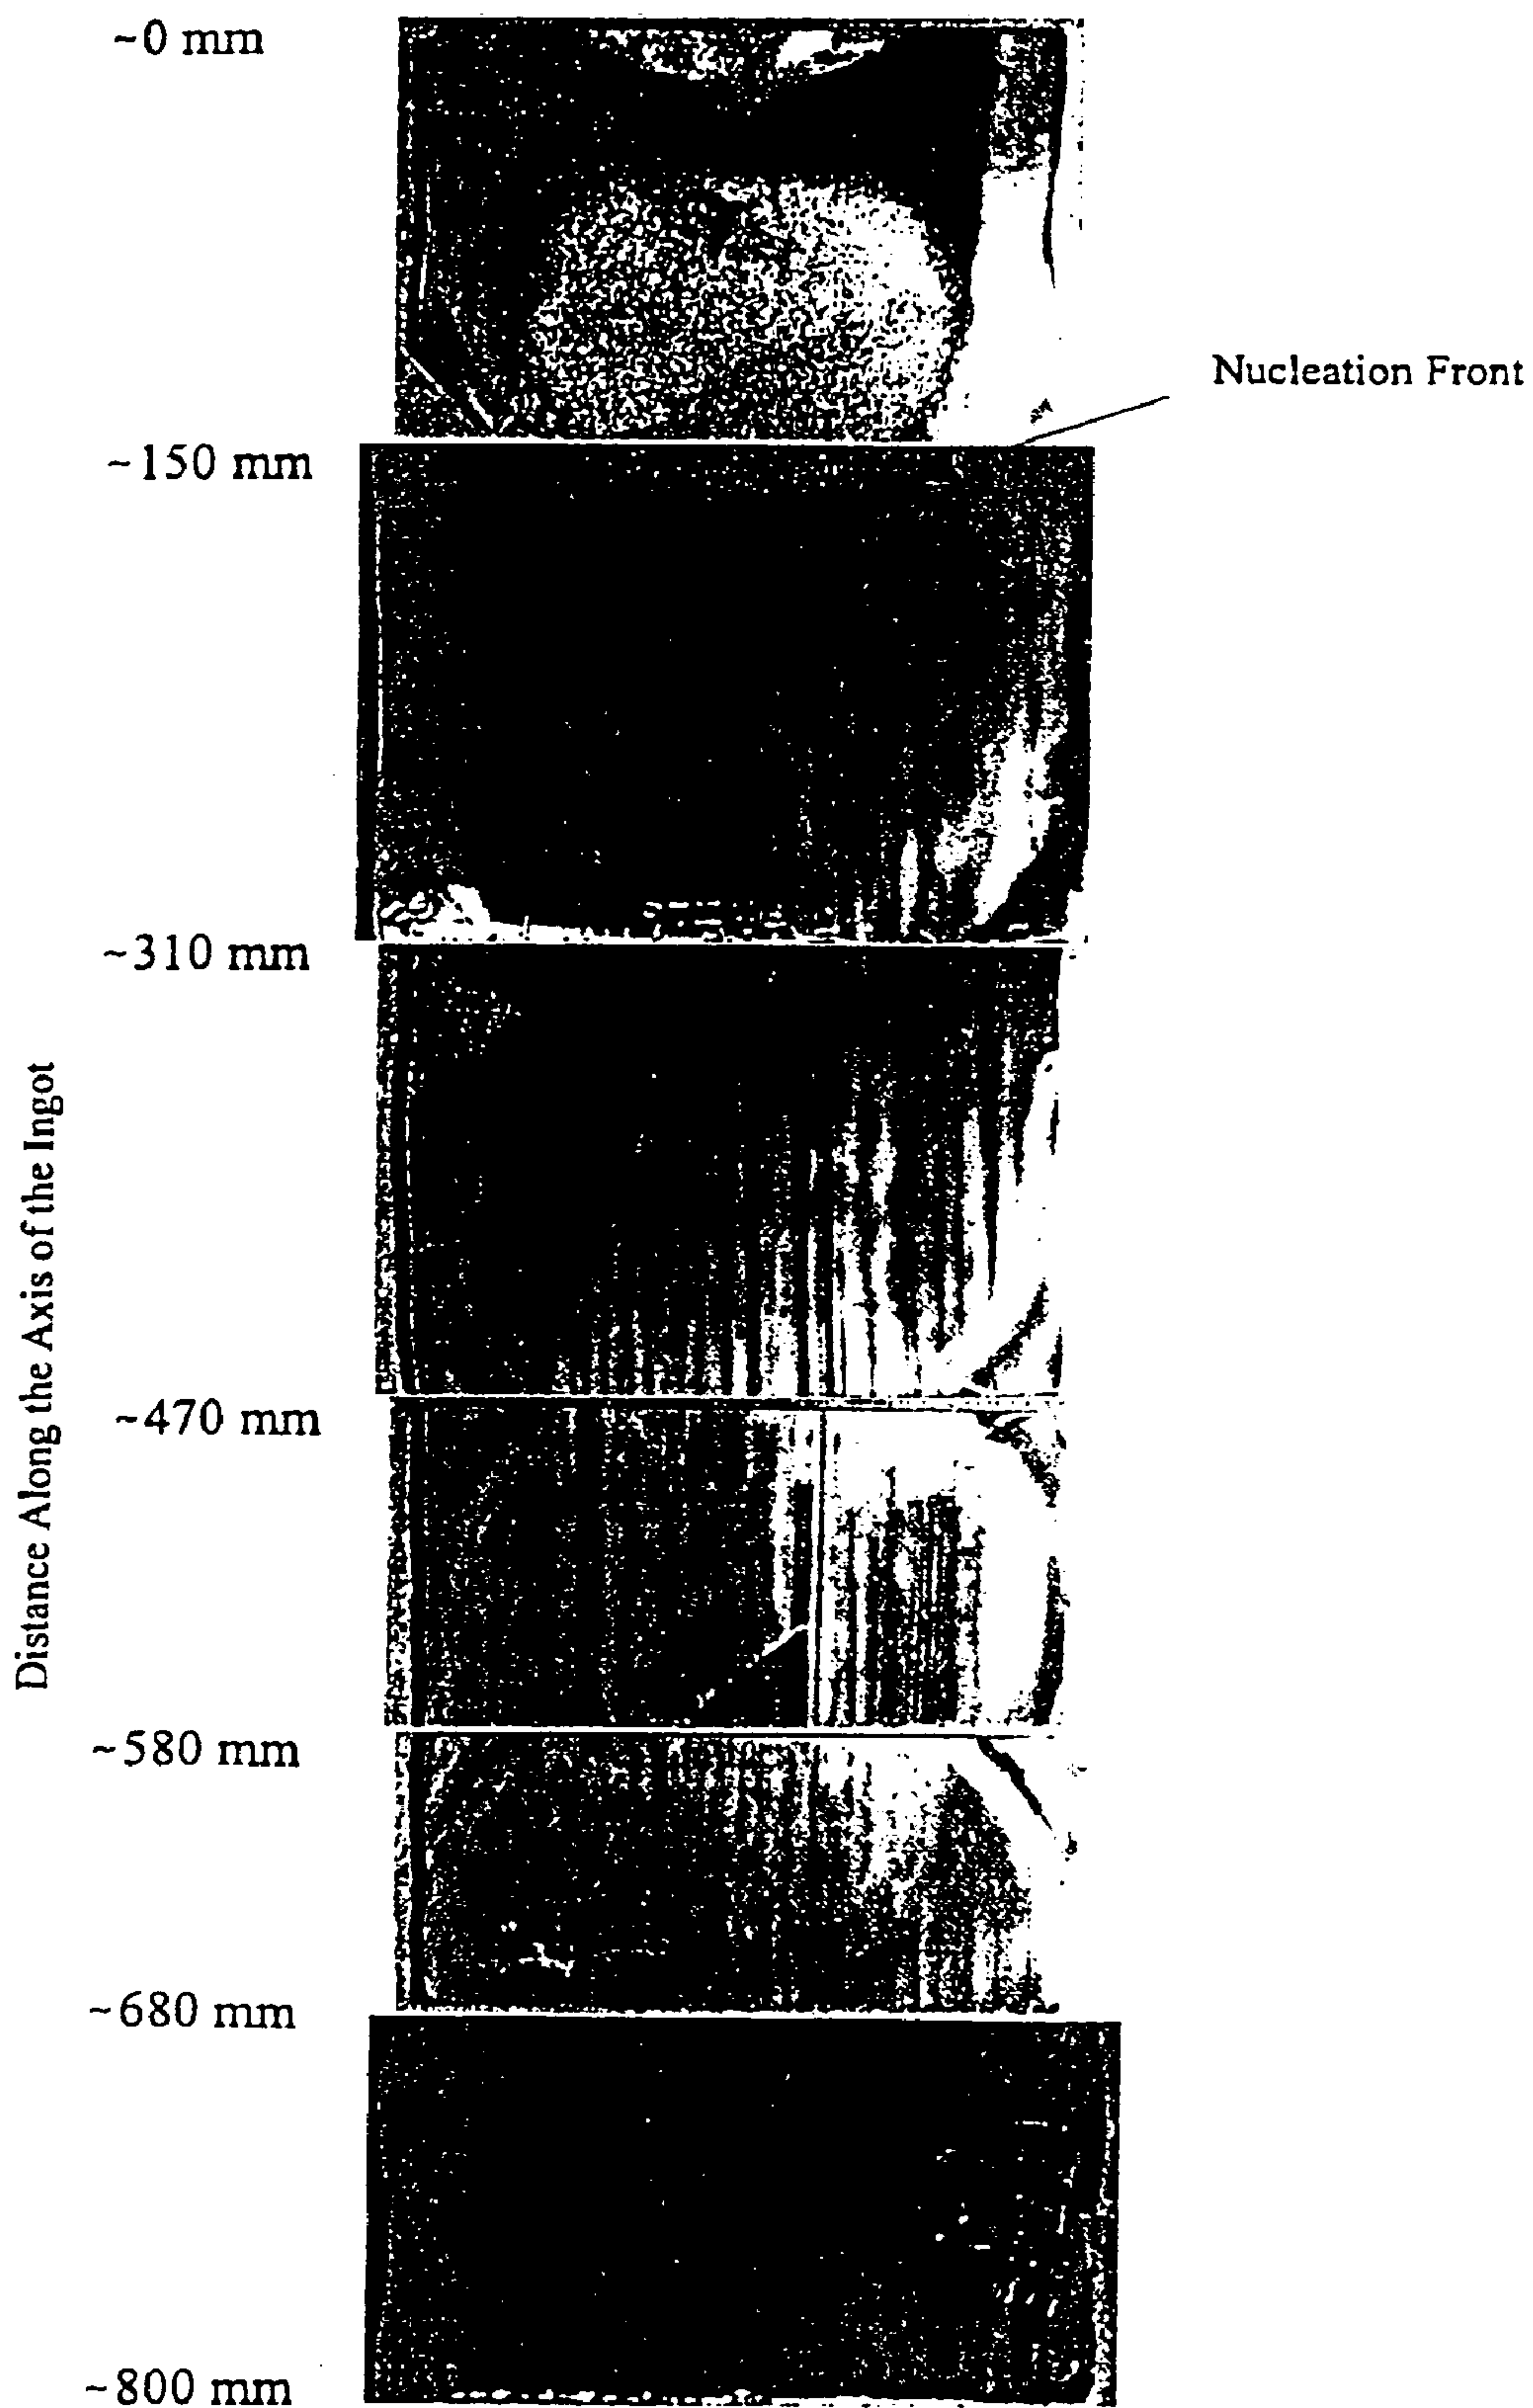 ~0 mm
Nucleation Front
~150 mm
~310 mm
Distance Along the Axis of the Ingot
~470 mm
~580 mm
~680 mm
~800 mm